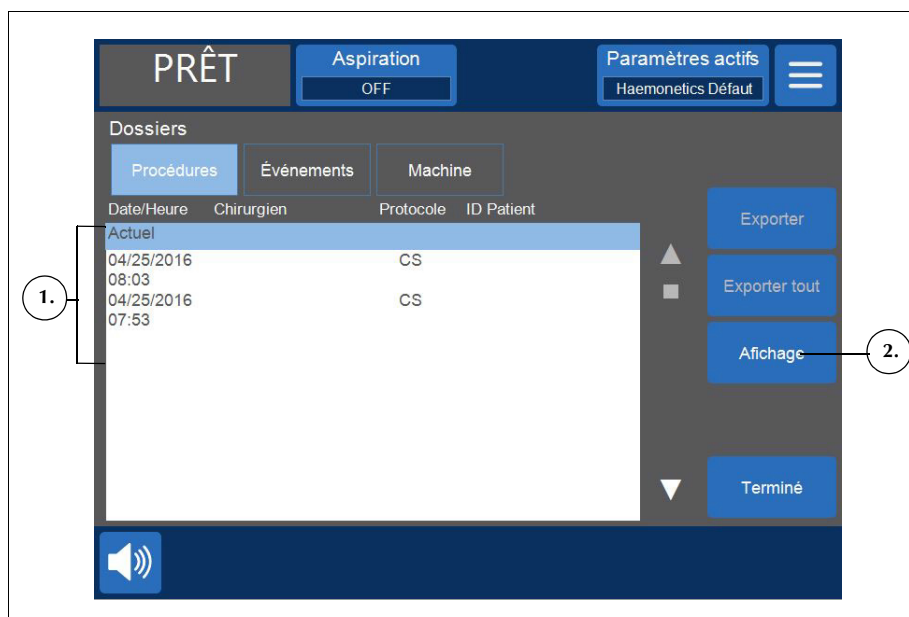 PRÊT
Aspiration
OFF
Paramètres actifs
Haemonetics Défaut
Dossiers
Procédures Événements Machine
Date/Heure Chirurgien Protocole ID Patient
Actuel
04/25/2016 CS
08:03
04/25/2016 CS
07:53
Exporter
Exporter tout
Afichage
Terminé
1.
2.